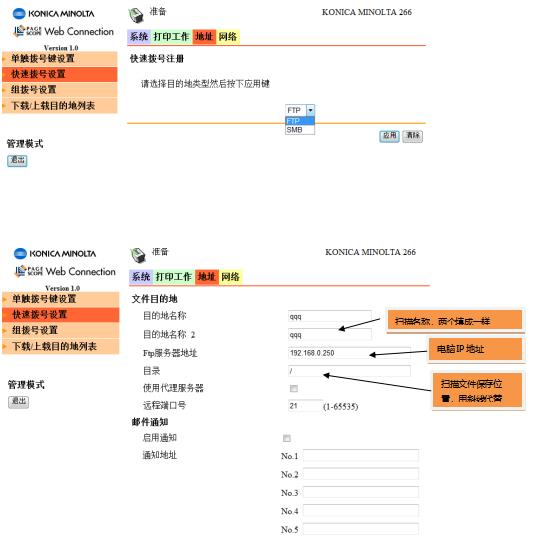 KONICA MINOLTA
PAGE SCOPE Web Connection
Version 1.0
单触拨号键设置
快速拨号设置
组拨号设置
下载/上载目的地列表
管理模式
退出
准备
KONICA MINOLTA 266
系统 打印工作 地址 网络
快速拨号注册
请选择目的地类型然后按下应用键
FTP
FTP
SMB
应用 清除
KONICA MINOLTA
PAGE SCOPE Web Connection
Version 1.0
单触拨号键设置
快速拨号设置
组拨号设置
下载/上载目的地列表
管理模式
退出
准备
KONICA MINOLTA 266
系统 打印工作 地址 网络
文件目的地
目的地名称 qqq
扫描名称，两个填成一样
目的地名称 2 qqq
Ftp服务器地址 192.168.0.250
电脑IP地址
目录 /
扫描文件保存位
置，用斜线代替
使用代理服务器
远程端口号 21 (1-65535)
邮件通知
启用通知
通知地址
No.1
No.2
No.3
No.4
No.5